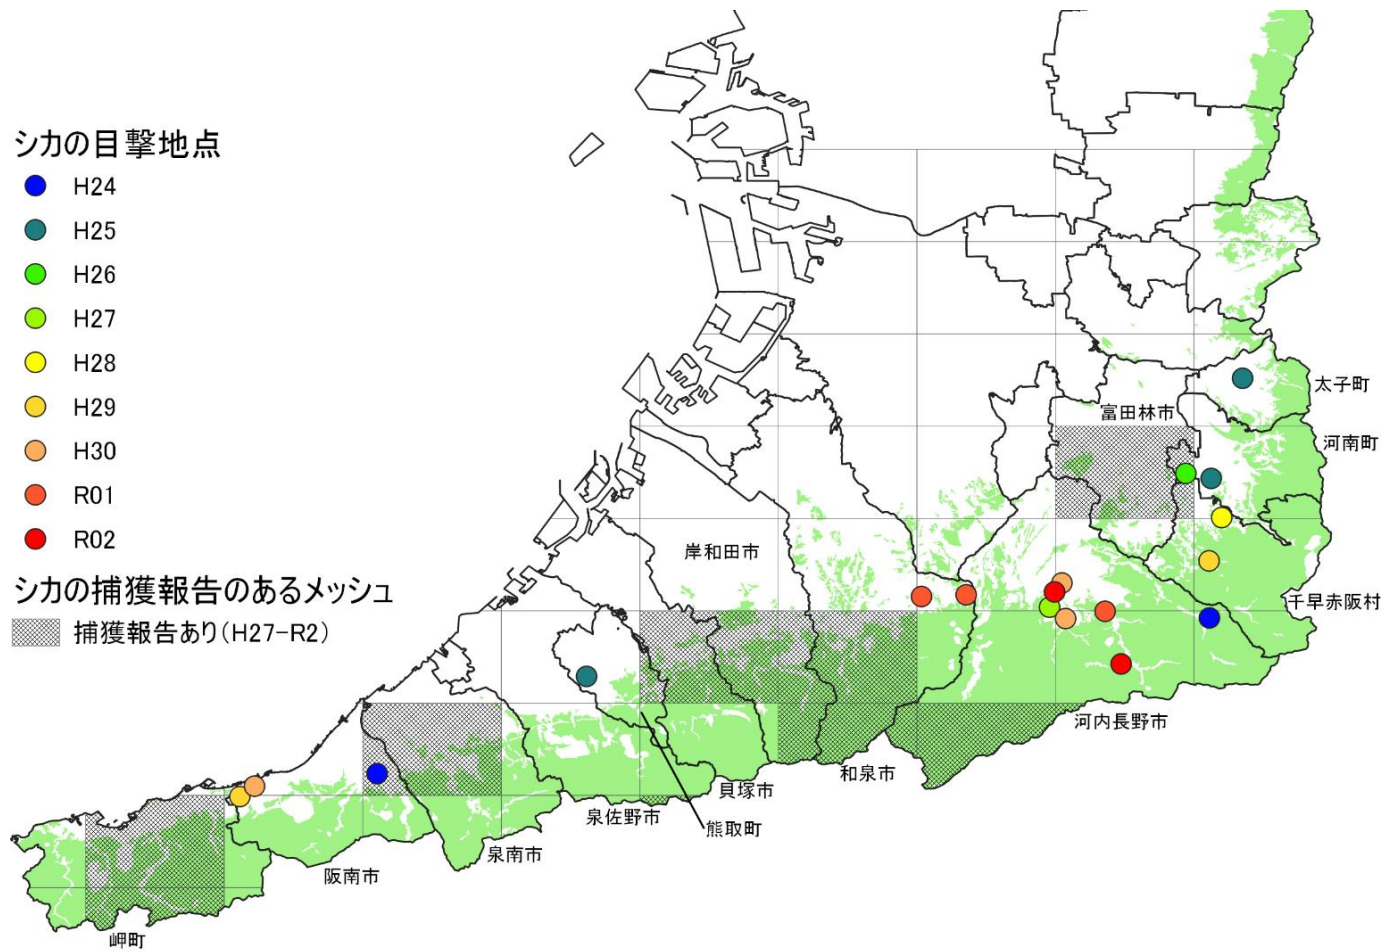 シカの目撃地点
H24
H25
H26
H27
H28
H29
H30
R01
R02
シカの捕獲報告のあるメッシュ
捕獲報告あり(H27-R2)
太子町
富田林市
河南町
岸和田市
千早赤阪村
河内長野市
和泉市
貝塚市
泉佐野市
熊取町
泉南市
阪南市
岬町